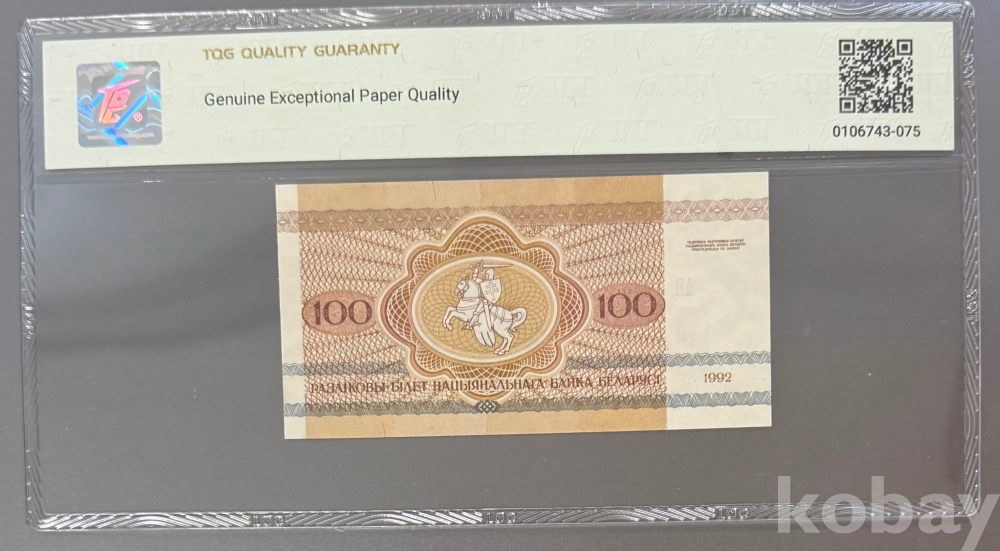 TQG QUALITY GUARANTY
Genuine Exceptional Paper Quality
0106743-075
100
100
РАЗЛІКОВЫ БІЛЕТ НАЦЫЯНАЛЬНАГА БАНКА БЕЛАРУСІ
1992
kobay